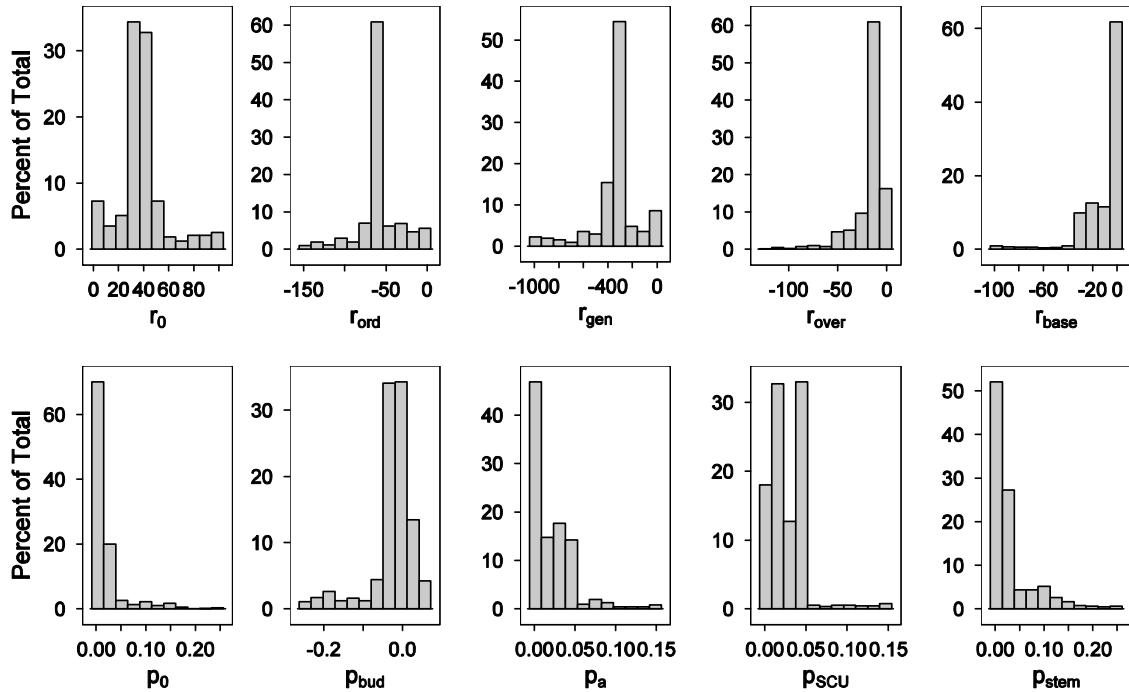 Percent of Total
0 10 20 30
0 20 40 60 80
r0
0 10 20 30 40 50 60
-150 -50 0
rord
0 10 20 30 40 50
-1000 -400 0
rgen
0 10 20 30 40 50 60 70
-100 -50 0
rover
0 20 40 60
-100 -60 -20 0
rbase
Percent of Total
0 20 40 60
0.00 0.10 0.20
p0
0 10 20 30
-0.2 0.0
pbud
0 10 20 30 40
0.00 0.05 0.10 0.15
pa
0 10 20 30
0.00 0.05 0.10 0.15
pSCU
0 10 20 30 40 50
0.00 0.10 0.20
pstem